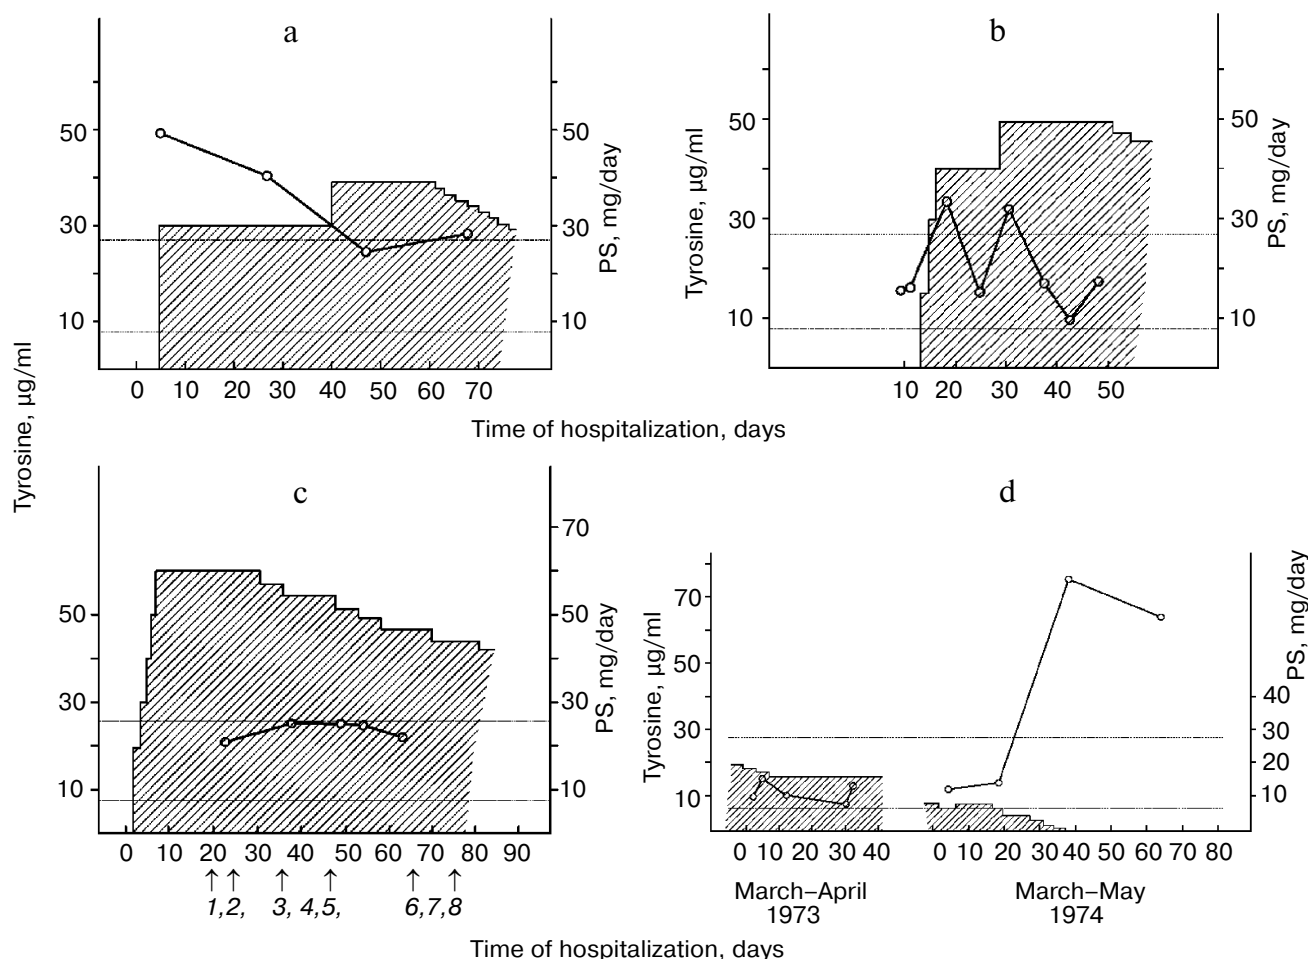 a
50
30
10
50
30
10
PS, mg/day
0 10 20 30 40 50 60 70
b
Tyrosine, µg/ml
50
30
10
50
30
10
PS, mg/day
10 20 30 40 50
Time of hospitalization, days
Tyrosine, µg/ml
c
50
30
10
70
50
30
10
PS, mg/day
0 10 20 30 40 50 60 70 80 90
↑ ↑ ↑ ↑ ↑ ↑
1,2, 3, 4,5, 6,7,8
d
Tyrosine, µg/ml
70
50
30
10
PS, mg/day
40
30
20
10
0 10 20 30 40 0 10 20 30 40 50 60 70 80
March–April
1973
March–May
1974
Time of hospitalization, days